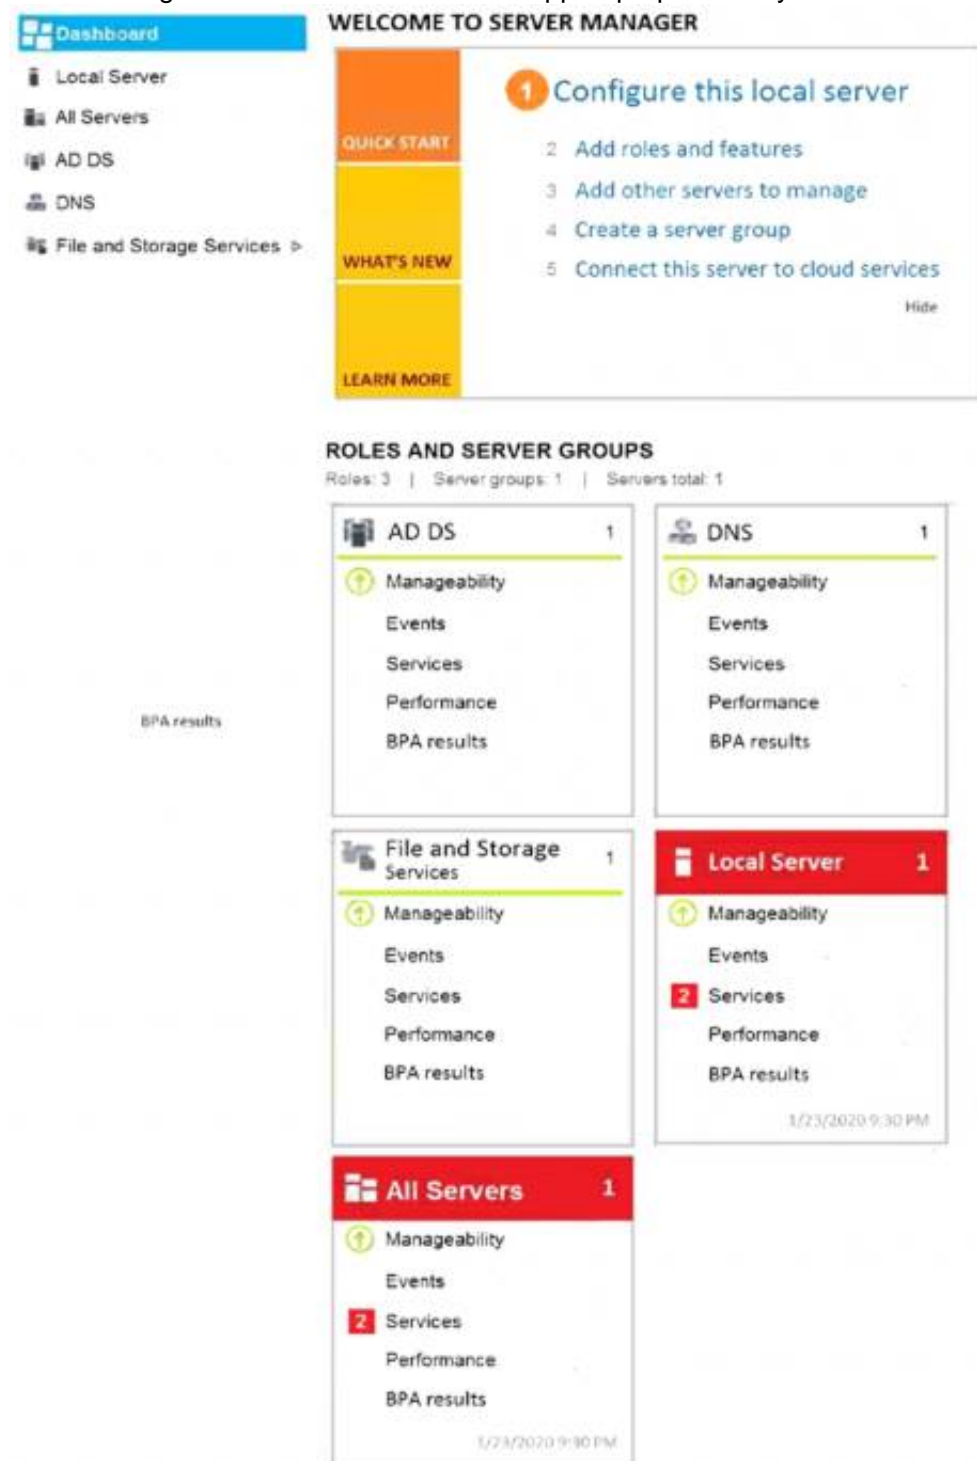 Dashboard
Local Server
All Servers
AD DS
DNS
File and Storage Services
WELCOME TO SERVER MANAGER
QUICK START
WHAT'S NEW
LEARN MORE
1 Configure this local server
2 Add roles and features
3 Add other servers to manage
4 Create a server group
5 Connect this server to cloud services
Hide
ROLES AND SERVER GROUPS
Roles: 3 | Server groups: 1 | Servers total: 1
AD DS 1
Manageability
Events
Services
Performance
BPA results
DNS 1
Manageability
Events
Services
Performance
BPA results
BPA results
File and Storage
Services
1
Manageability
Events
Services
Performance
BPA results
Local Server 1
Manageability
Events
2 Services
Performance
BPA results
1/23/2020 9:30 PM
All Servers 1
Manageability
Events
2 Services
Performance
BPA results
1/23/2020 9:30 PM